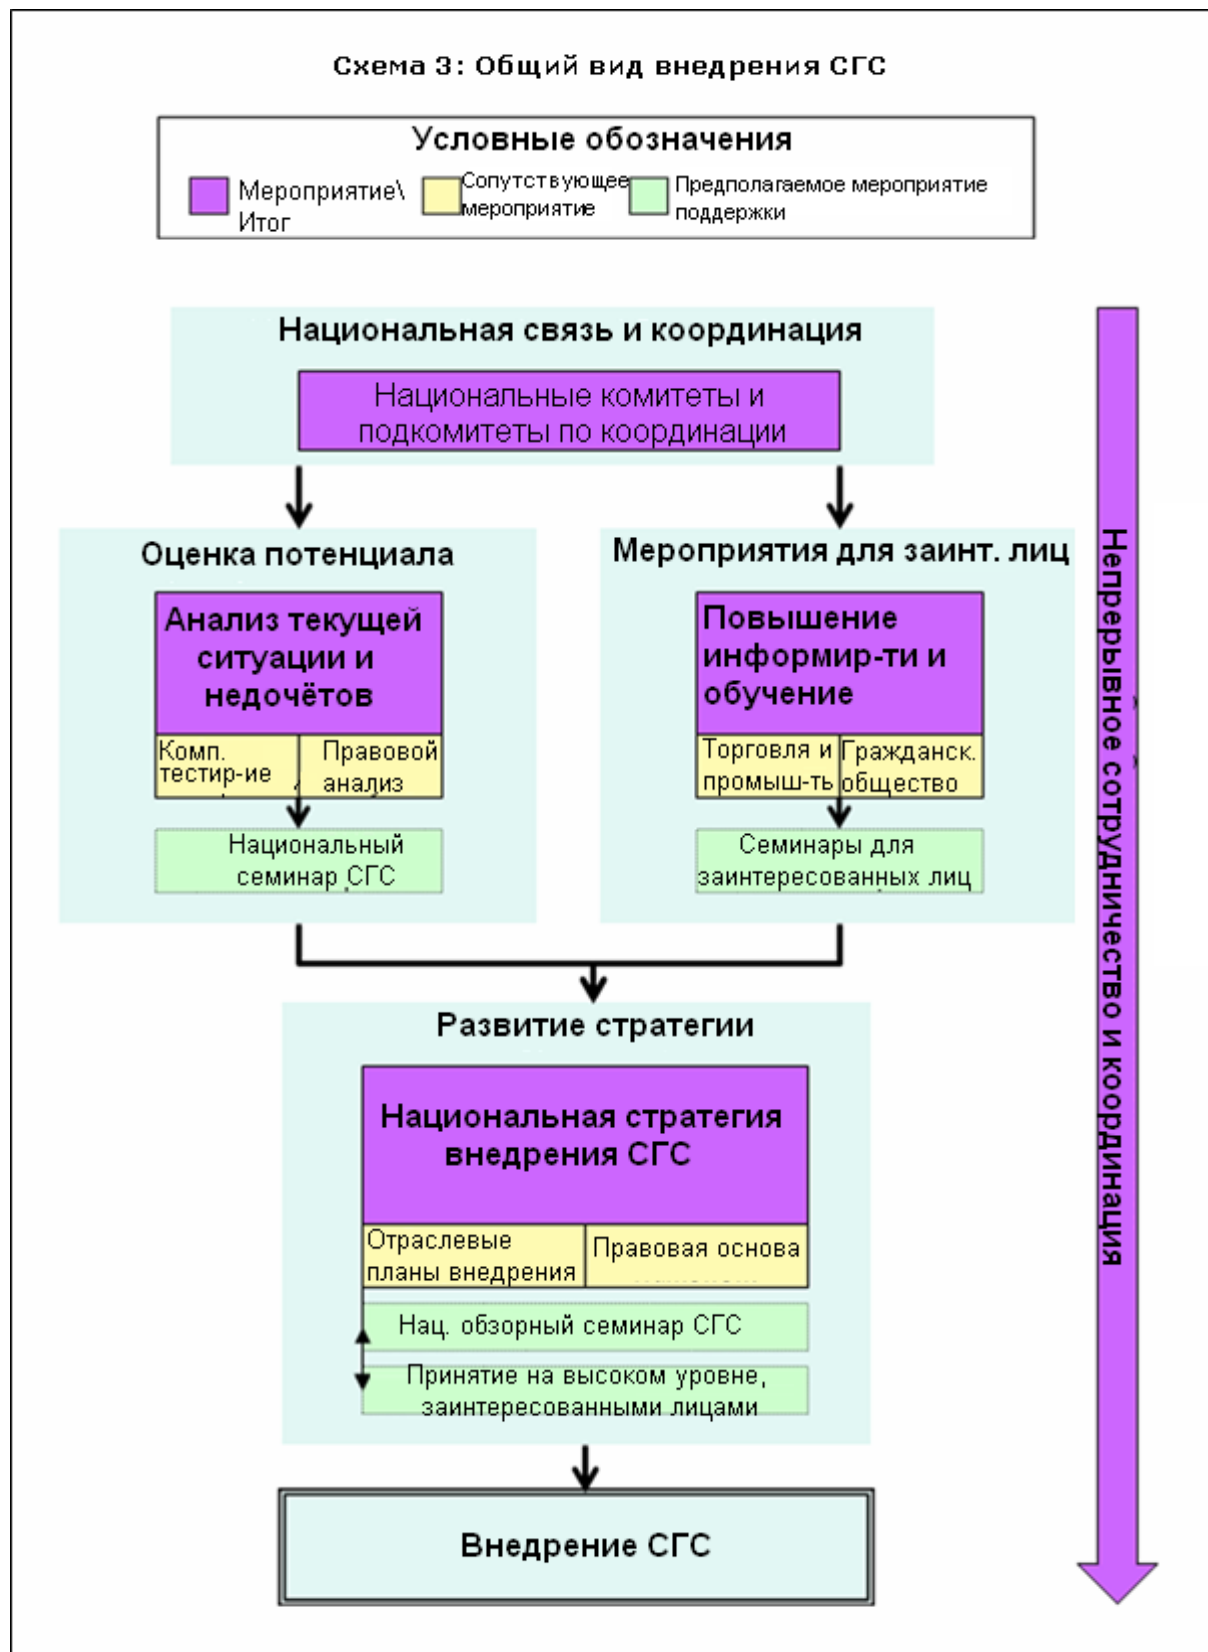 Схема 3: Общий вид внедрения СГС
Условные обозначения
Мероприятие\
Итог
Сопутствующее
мероприятие
Предполагаемое мероприятие
поддержки
Национальная связь и координация
Национальные комитеты и
подкомитеты по координации
Оценка потенциала
Анализ текущей
ситуации и
недочётов
Комп.
тестир-ие
Правовой
анализ
Национальный
семинар СГС
Мероприятия для заинт. лиц
Повышение
информир-ти и
обучение
Торговля и
промыш-ть
Гражданск.
общество
Семинары для
заинтересованных лиц
Развитие стратегии
Национальная стратегия
внедрения СГС
Отраслевые
планы внедрения
Правовая основа
Нац. обзорный семинар СГС
Принятие на высоком уровне,
заинтересованными лицами
Внедрение СГС
Непрерывное сотрудничество и координация